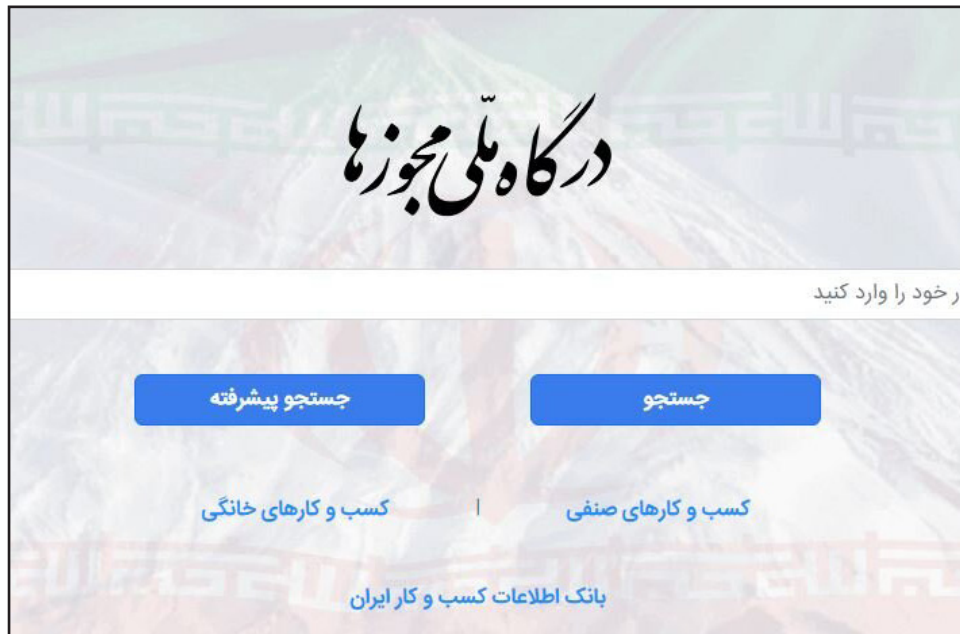 درگاه ملّی مجوزها
ر خود را وارد کنید
جستجو
جستجو پیشرفته
کسب و کارهای صنفی | کسب و کارهای خانگی
بانک اطلاعات کسب و کار ایران